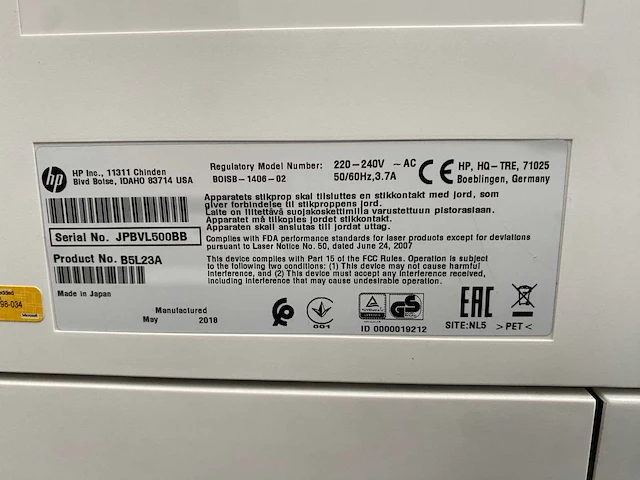 hp
HP Inc., 11311 Chinden
Blvd Boise, IDAHO 83714 USA
Regulatory Model Number:
BOISB-1406-02
220-240V ~ AC
50/60Hz,3.7A
CE
HP, HQ-TRE, 71025
Boeblingen, Germany
Apparatets stikprop skal tilsluttes en stikkontakt med jord, som
giver forbindelse til stikproppens jord.
Laite on liitettävä suojakoskettimilla varustettuun pistorasiaan.
Apparatet må tilkoples jordet stikkontakt.
Apparaten skall anslutas till jordat uttag.
Serial No. JPBVL500BB
Product No. B5L23A
Made in Japan
Complies with FDA performance standards for laser products except for deviations
pursuant to Laser Notice No. 50, dated June 24, 2007
This device complies with Part 15 of the FCC Rules. Operation is subject
to the following two conditions: (1) This device may not cause harmful
interference, and (2) This device must accept any interference received,
including interference that may cause undesirable operation.
Manufactured
May 2018
001
GS
ID 0000019212
EAC
SITE:NL5
> PET <
98-034
Microsoft